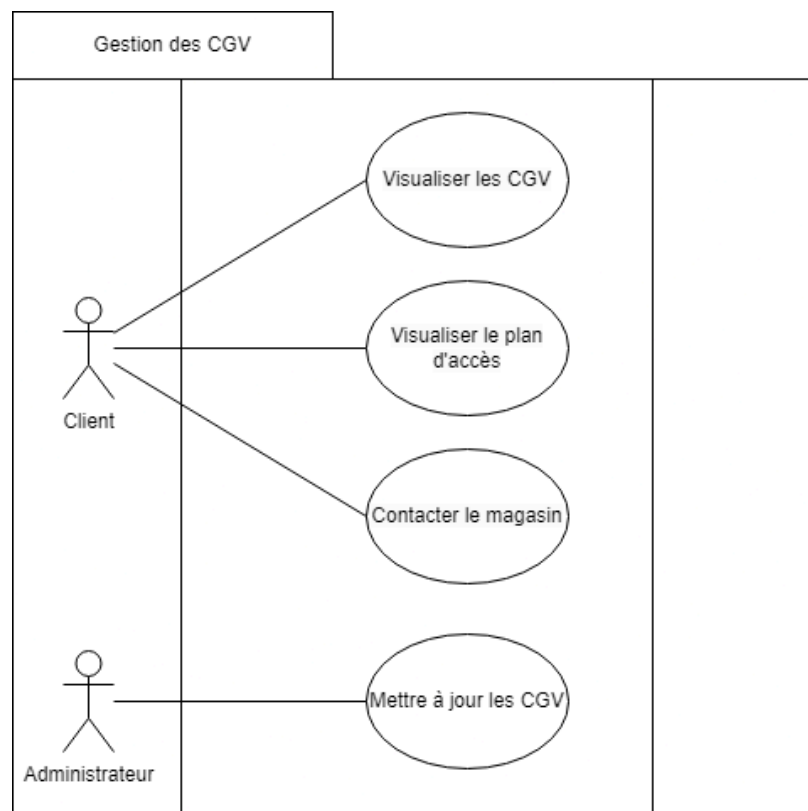 Gestion des CGV
Visualiser les CGV
Visualiser le plan
d'accès
Client
Contacter le magasin
Mettre à jour les CGV
Administrateur